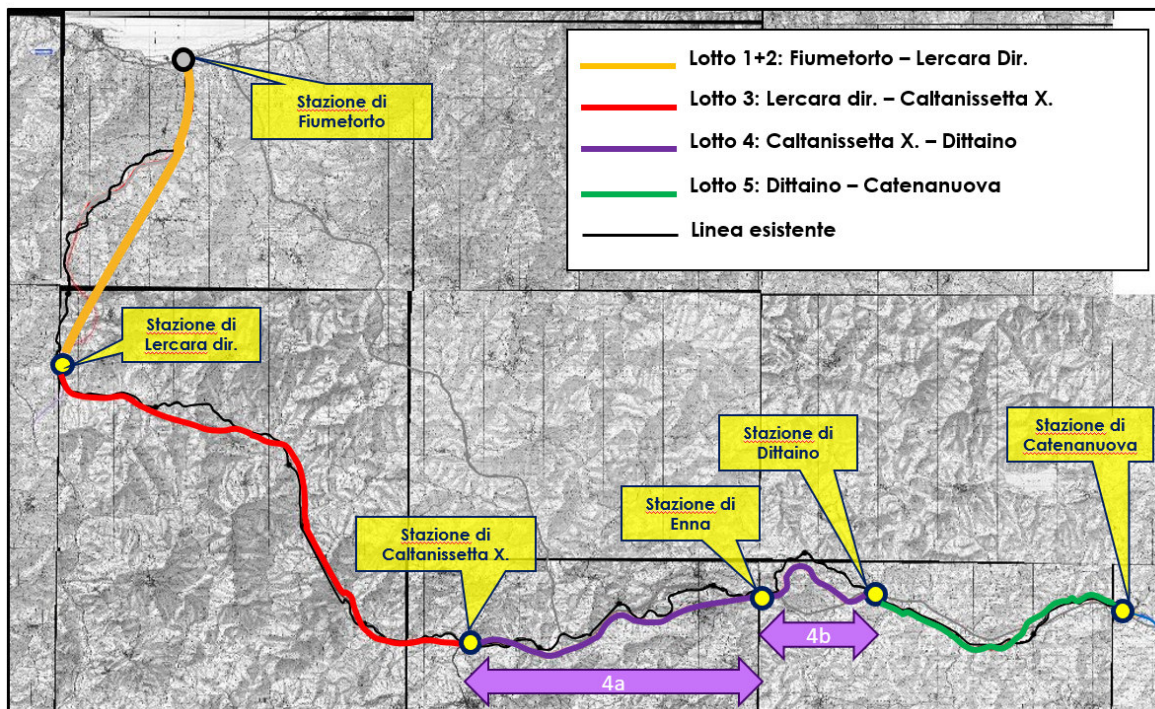 Stazione di
Fiumetorto
Lotto 1+2: Fiumetorto – Lercara Dir.
Lotto 3: Lercara dir. – Caltanissetta X.
Lotto 4: Caltanissetta X. – Dittaino
Lotto 5: Dittaino – Catenanuova
Linea esistente
Stazione di
Lercara dir.
Stazione di
Caltanissetta X.
Stazione di
Enna
Stazione di
Dittaino
Stazione di
Catenanuova
4a
4b